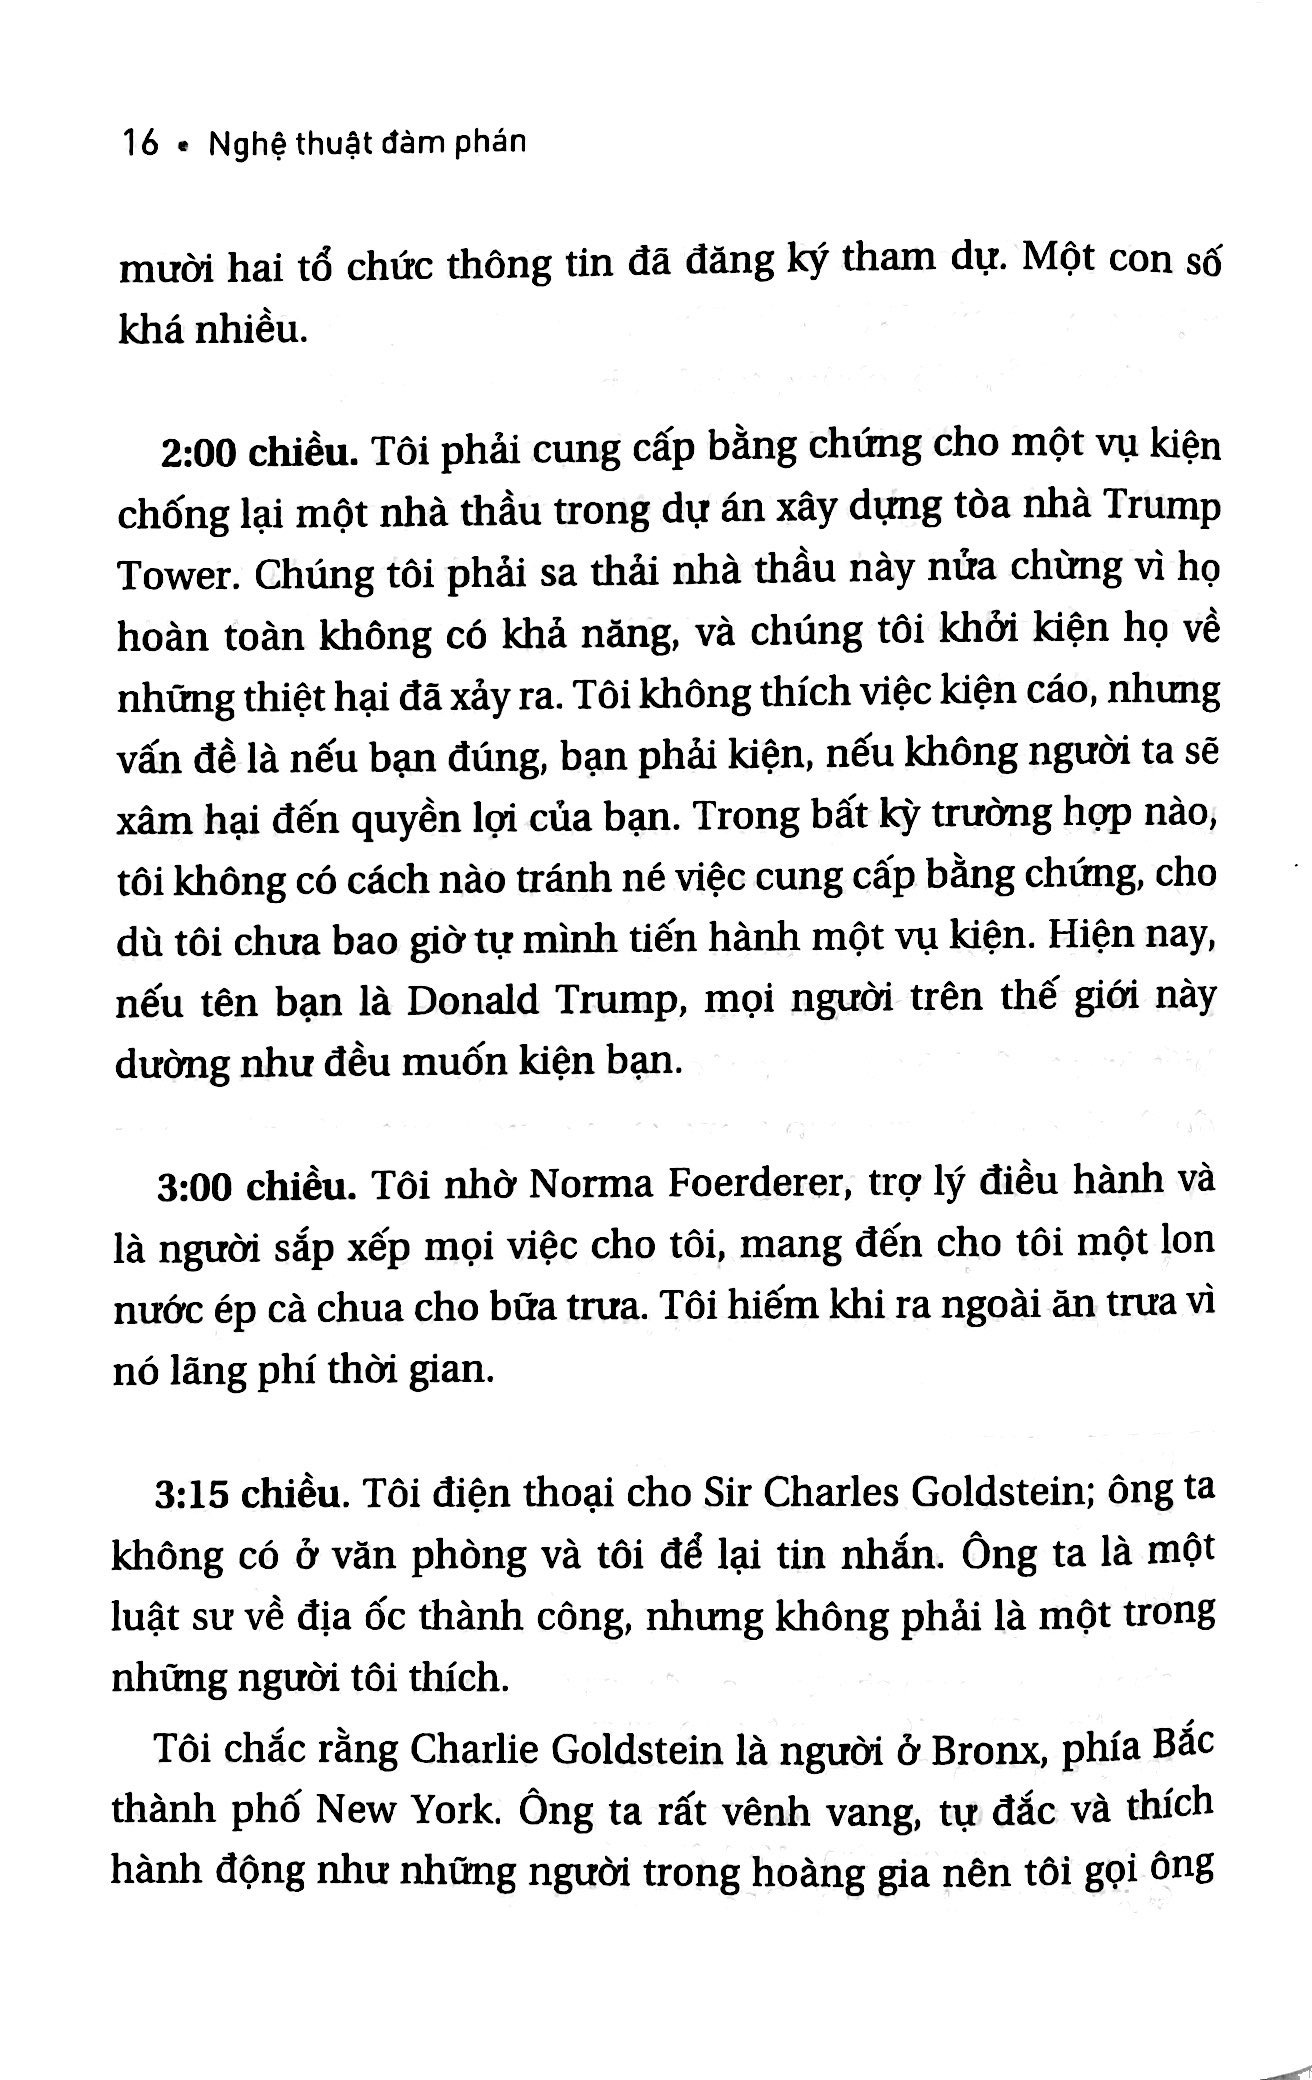 16 • Nghệ thuật đàm phán
mười hai tổ chức thông tin đã đăng ký tham dự. Một con số
khá nhiều.
2:00 chiều. Tôi phải cung cấp bằng chứng cho một vụ kiện
chống lại một nhà thầu trong dự án xây dựng tòa nhà Trump
Tower. Chúng tôi phải sa thải nhà thầu này nửa chừng vì họ
hoàn toàn không có khả năng, và chúng tôi khởi kiện họ về
những thiệt hại đã xảy ra. Tôi không thích việc kiện cáo, nhưng
vấn đề là nếu bạn đúng, bạn phải kiện, nếu không người ta sẽ
xâm hại đến quyền lợi của bạn. Trong bất kỳ trường hợp nào,
tôi không có cách nào tránh né việc cung cấp bằng chứng, cho
dù tôi chưa bao giờ tự mình tiến hành một vụ kiện. Hiện nay,
nếu tên bạn là Donald Trump, mọi người trên thế giới này
dường như đều muốn kiện bạn.
3:00 chiều. Tôi nhờ Norma Foerderer, trợ lý điều hành và
là người sắp xếp mọi việc cho tôi, mang đến cho tôi một lon
nước ép cà chua cho bữa trưa. Tôi hiếm khi ra ngoài ăn trưa vì
nó lãng phí thời gian.
3:15 chiều. Tôi điện thoại cho Sir Charles Goldstein; ông ta
không có ở văn phòng và tôi để lại tin nhắn. Ông ta là một
luật sư về địa ốc thành công, nhưng không phải là một trong
những người tôi thích.
Tôi chắc rằng Charlie Goldstein là người ở Bronx, phía Bắc
thành phố New York. Ông ta rất vênh vang, tự đắc và thích
hành động như những người trong hoàng gia nên tôi gọi ông